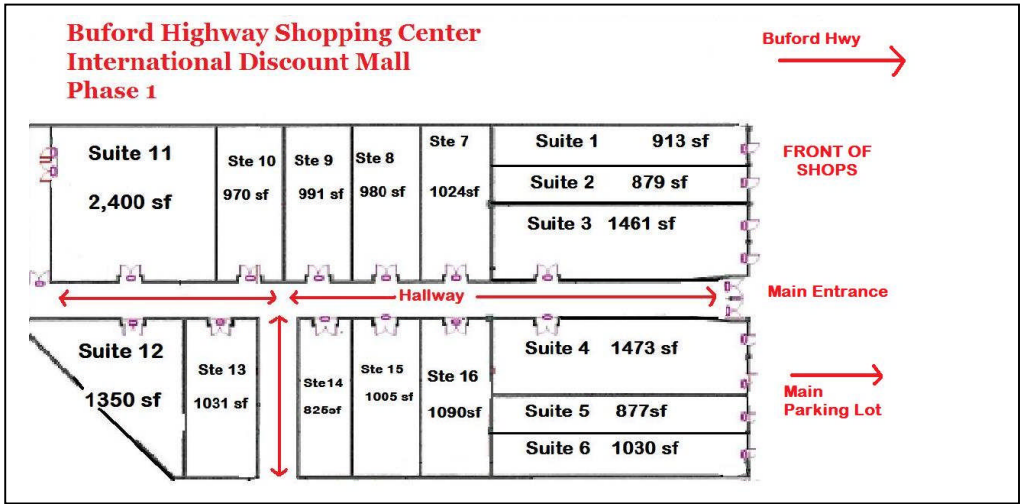 Buford Highway Shopping Center
International Discount Mall
Phase 1
Buford Hwy
FRONT OF
SHOPS
Main Entrance
Main
Parking Lot
Suite 11
2,400 sf
Ste 10
970 sf
Ste 9
991 sf
Ste 8
980 sf
Ste 7
1024sf
Suite 1 913 sf
Suite 2 879 sf
Suite 3 1461 sf
Hallway
Suite 12
1350 sf
Ste 13
1031 sf
Ste14
825sf
Ste 15
1005 sf
Ste 16
1090sf
Suite 4 1473 sf
Suite 5 877sf
Suite 6 1030 sf